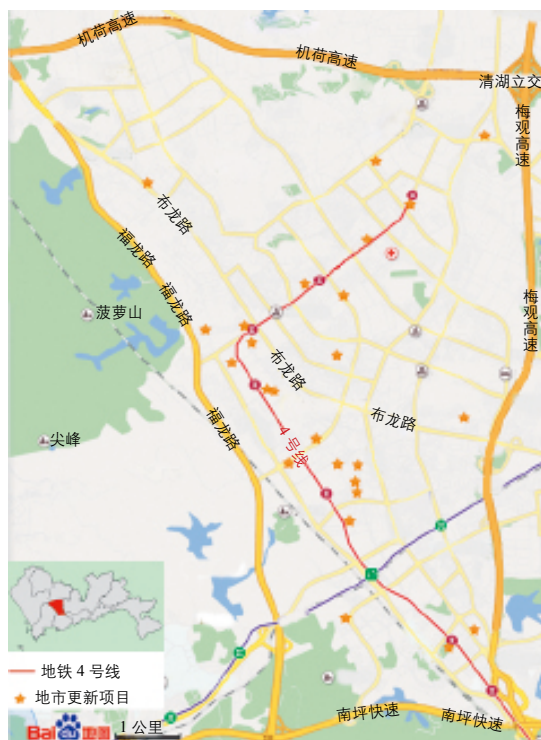 机荷高速
机荷高速
清湖立交
梅观高速
布龙路
福龙路
福龙路
梅观高速
菠萝山
布龙路
福龙路
布龙路
4 号线
尖峰
地铁 4 号线
地市更新项目
南坪快速
南坪快速
Bai 地图
1 公里